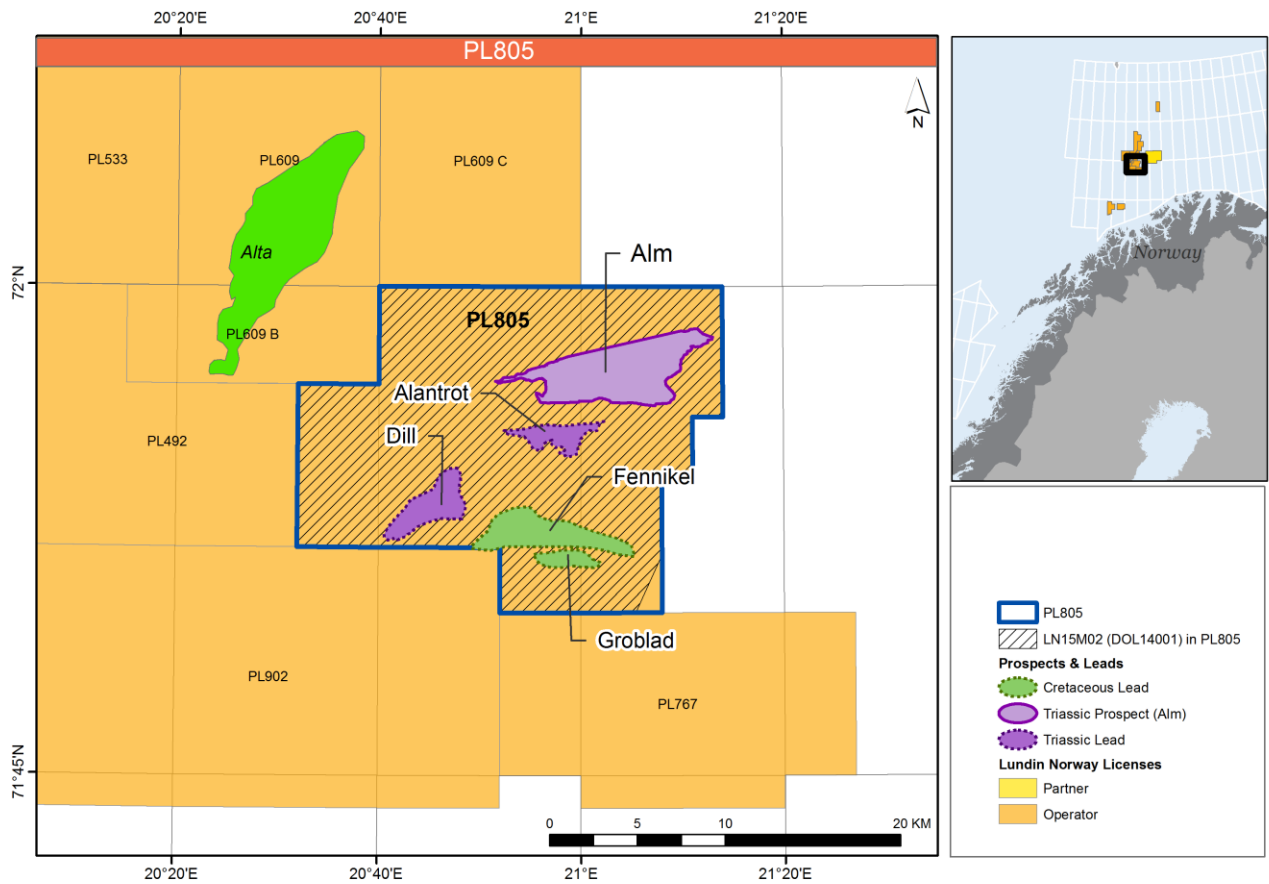 20°20'E
20°40'E
21°E
21°20'E
PL805
N
PL533
PL609
PL609 C
Alta
Alm
72°N
PL805
PL609 B
Alantrot
Dill
PL492
Fennikel
Groblad
PL902
PL767
71°45'N
0
5
10
20 KM
20°20'E
20°40'E
21°E
21°20'E
Norway
PL805
LN15M02 (DOL14001) in PL805
Prospects & Leads
Cretaceous Lead
Triassic Prospect (Alm)
Triassic Lead
Lundin Norway Licenses
Partner
Operator